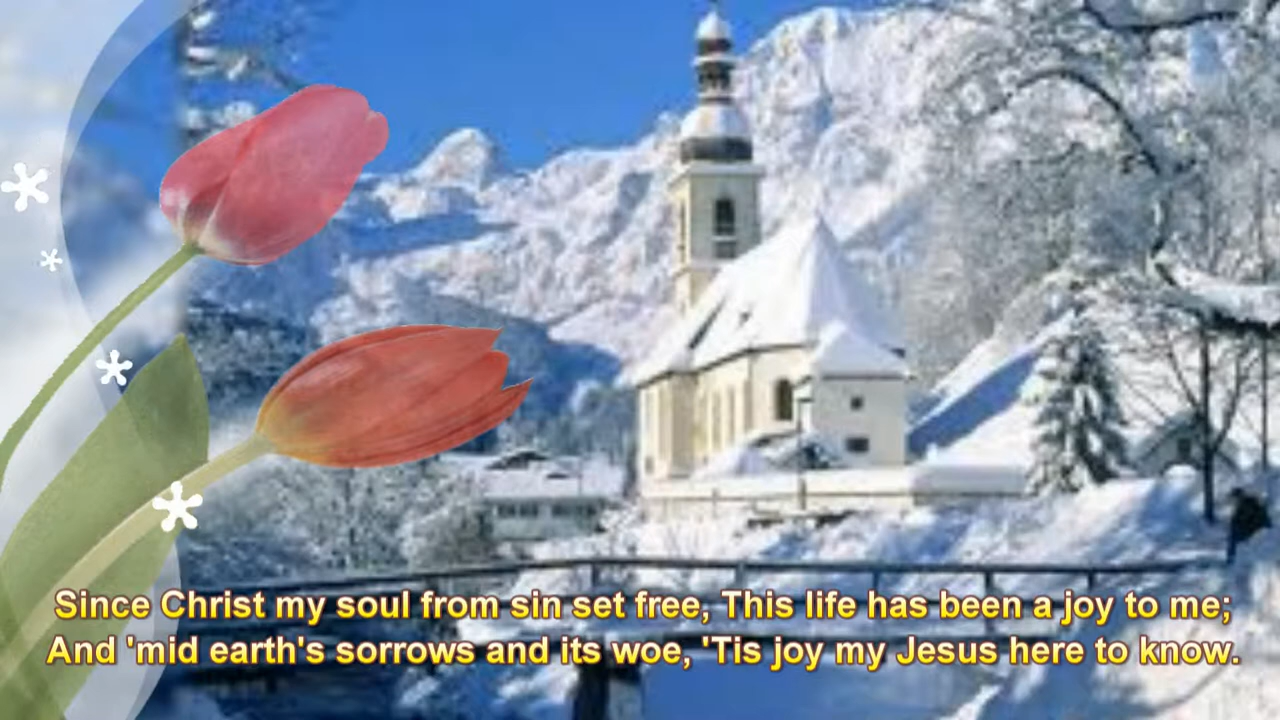 Since Christ my soul from sin set free, This life has been a joy to me;
And 'mid earth's sorrows and its woe, 'Tis joy my Jesus here to know.